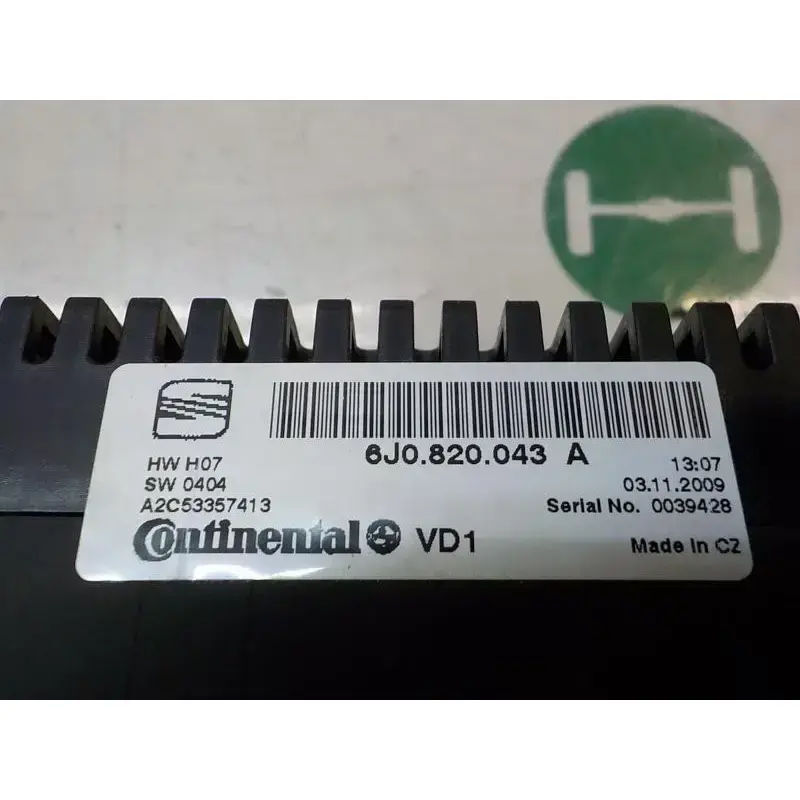 6J0.820.043 A
HW H07
13:07
SW 0404
03.11.2009
A2C53357413
Serial No. 0039428
Continental VD1
Made in CZ